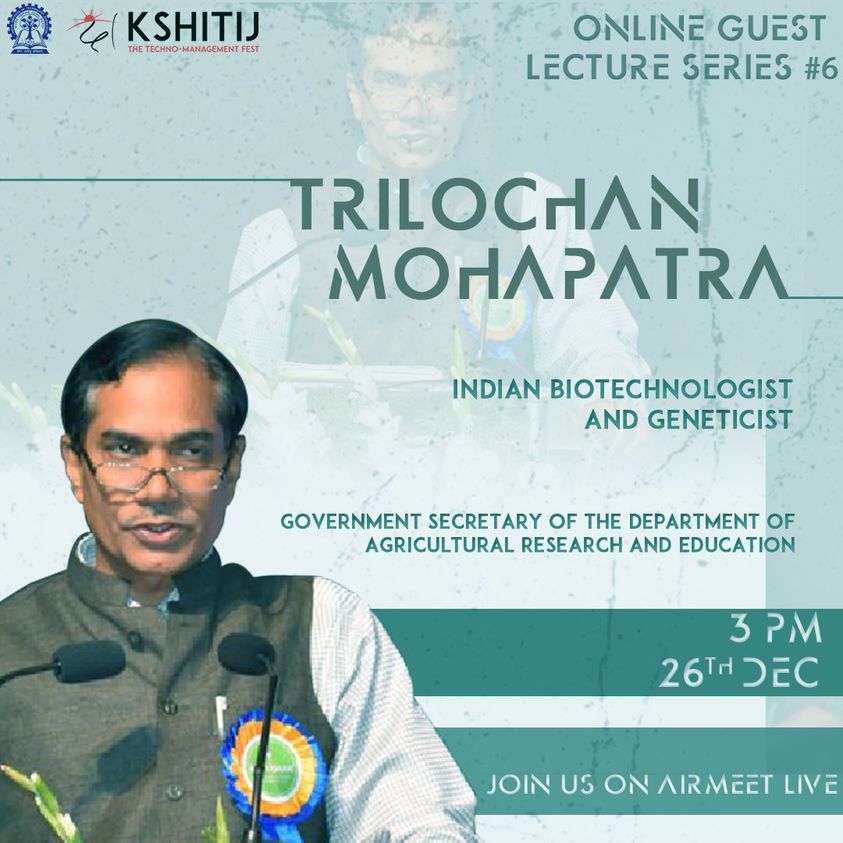 KSHITIJ
THE TECHNO-MANAGEMENT FEST
ONLINE GUEST
LECTURE SERIES #6
TRILOCHAN
MOHAPATRA
INDIAN BIOTECHNOLOGIST
AND GENETICIST
GOVERNMENT SECRETARY OF THE DEPARTMENT OF
AGRICULTURAL RESEARCH AND EDUCATION
3 PM
26TH DEC
JOIN US ON AIRMEET LIVE